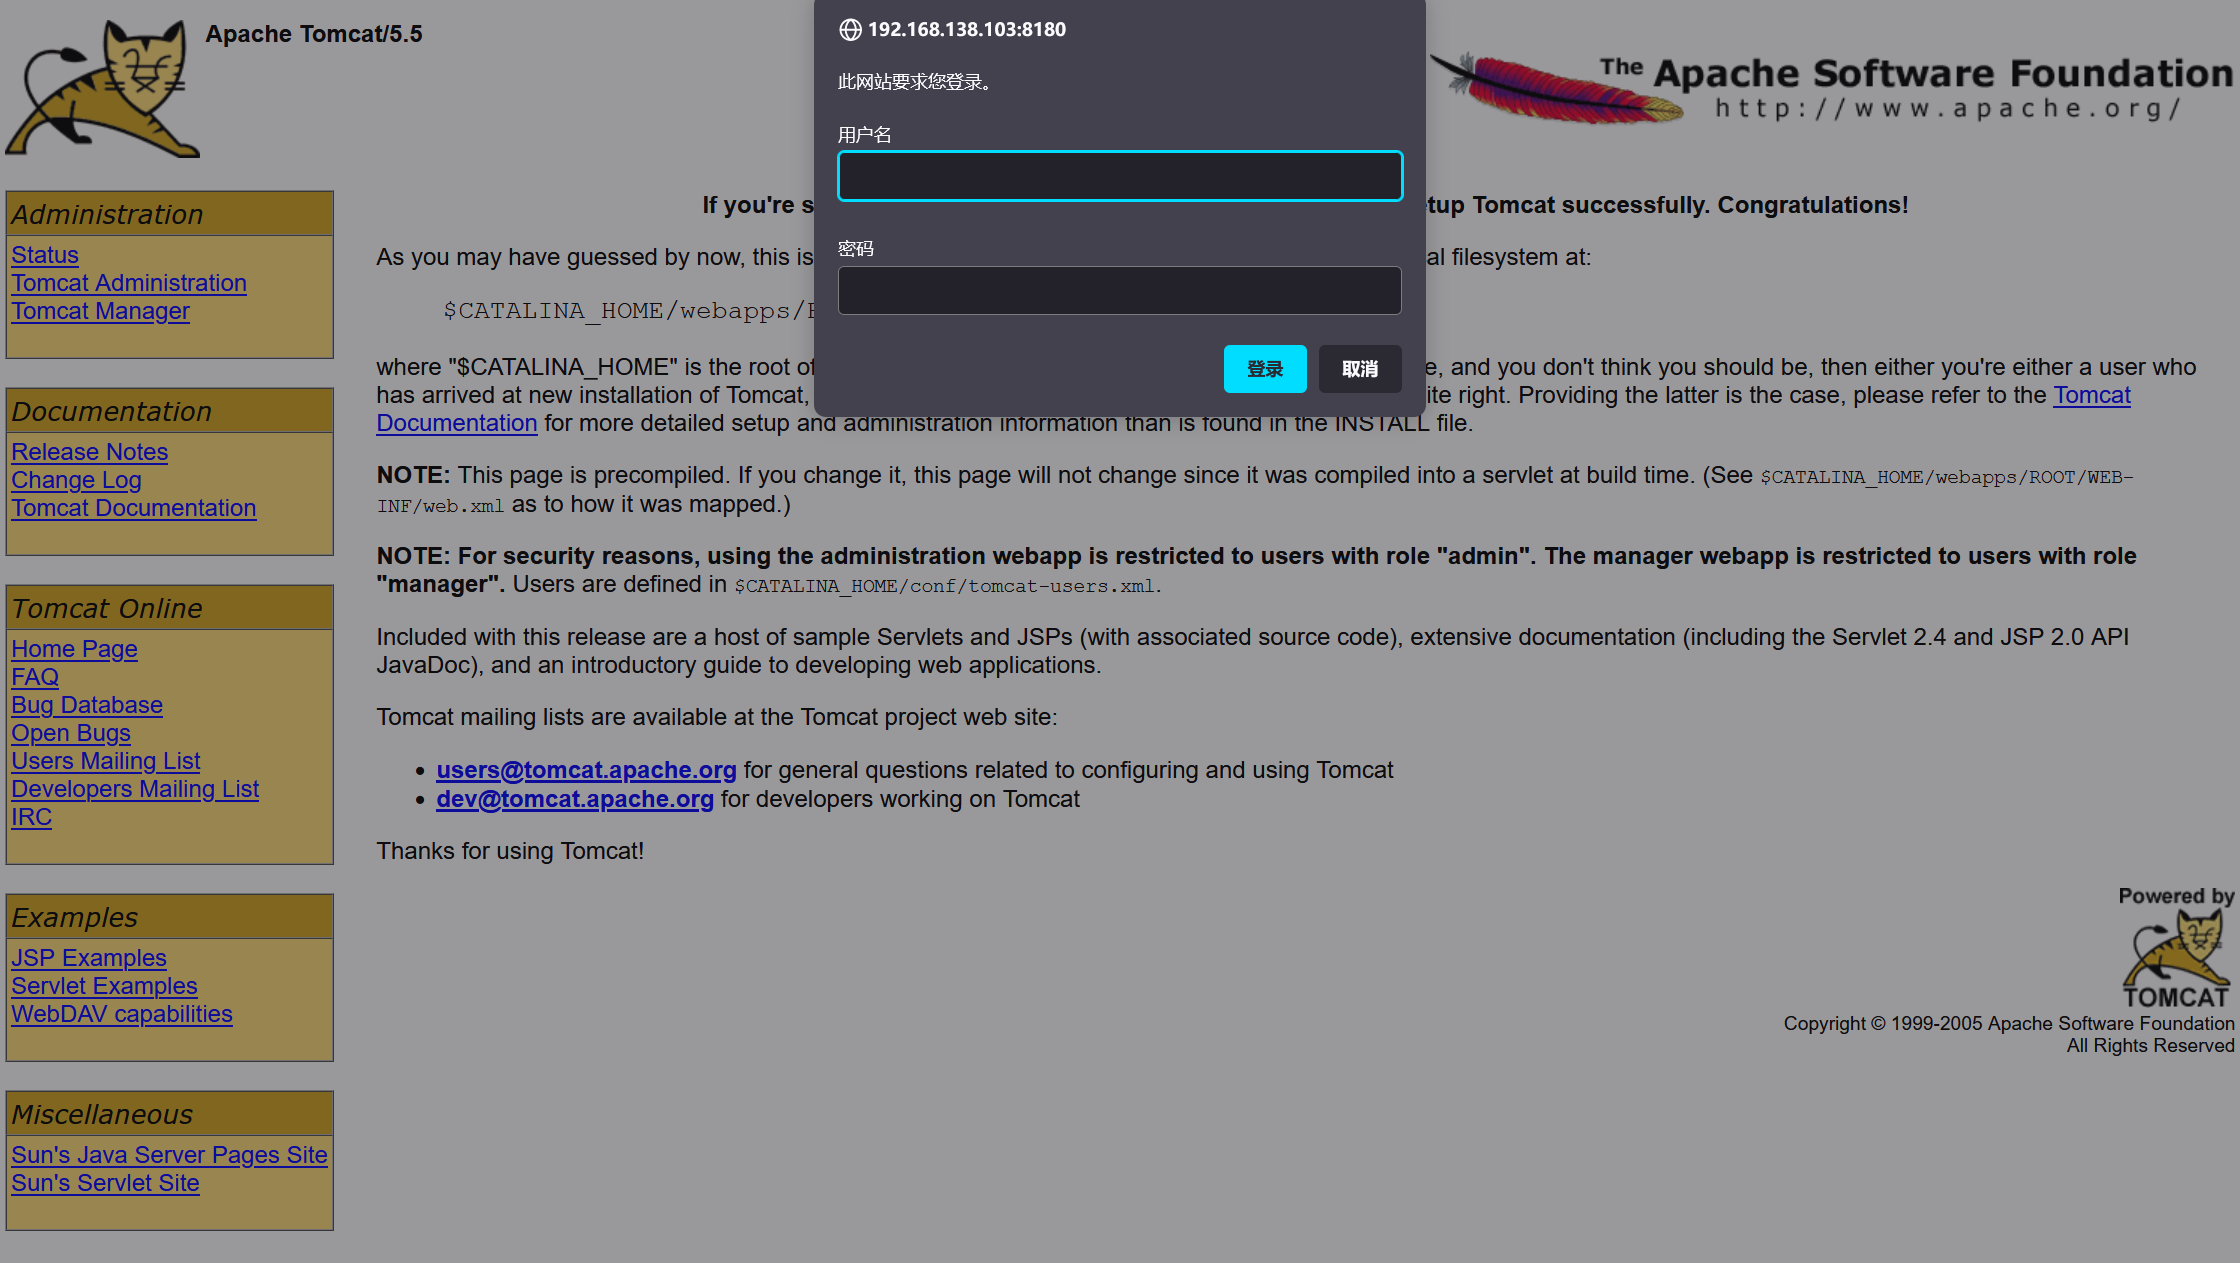 Apache Tomcat/5.5
192.168.138.103:8180
此网站要求您登录。
用户名
密码
登录 取消
The Apache Software Foundation
http://www.apache.org/
Administration
Status
Tomcat Administration
Tomcat Manager
Documentation
Release Notes
Change Log
Tomcat Documentation
Tomcat Online
Home Page
FAQ
Bug Database
Open Bugs
Users Mailing List
Developers Mailing List
IRC
Examples
JSP Examples
Servlet Examples
WebDAV capabilities
Miscellaneous
Sun's Java Server Pages Site
Sun's Servlet Site
If you're s etup Tomcat successfully. Congratulations!
As you may have guessed by now, this is al filesystem at:
$CATALINA_HOME/webapps/
where "$CATALINA_HOME" is the root of e, and you don't think you should be, then either you're either a user who
has arrived at new installation of Tomcat, ite right. Providing the latter is the case, please refer to the Tomcat
Documentation for more detailed setup and administration information than is found in the INSTALL file.
NOTE: This page is precompiled. If you change it, this page will not change since it was compiled into a servlet at build time. (See $CATALINA_HOME/webapps/ROOT/WEB-
INF/web.xml as to how it was mapped.)
NOTE: For security reasons, using the administration webapp is restricted to users with role "admin". The manager webapp is restricted to users with role
"manager". Users are defined in $CATALINA_HOME/conf/tomcat-users.xml.
Included with this release are a host of sample Servlets and JSPs (with associated source code), extensive documentation (including the Servlet 2.4 and JSP 2.0 API
JavaDoc), and an introductory guide to developing web applications.
Tomcat mailing lists are available at the Tomcat project web site:
• users@tomcat.apache.org for general questions related to configuring and using Tomcat
• dev@tomcat.apache.org for developers working on Tomcat
Thanks for using Tomcat!
Powered by
TOMCAT
Copyright © 1999-2005 Apache Software Foundation
All Rights Reserved